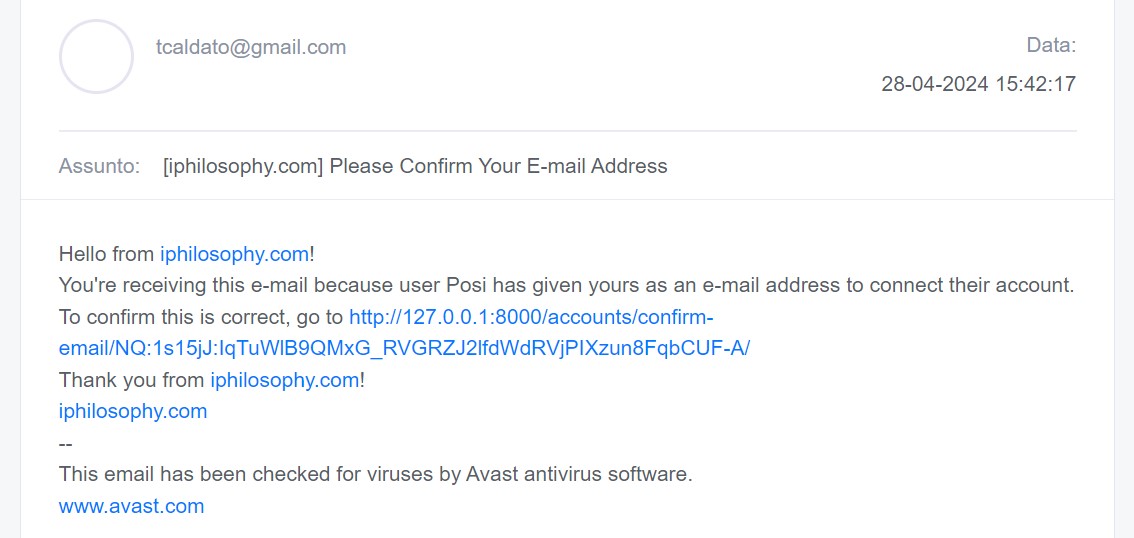 tcaldato@gmail.com
Data:
28-04-2024 15:42:17
Assunto: [iphilosophy.com] Please Confirm Your E-mail Address
Hello from iphilosophy.com!
You're receiving this e-mail because user Posi has given yours as an e-mail address to connect their account.
To confirm this is correct, go to http://127.0.0.1:8000/accounts/confirm-
email/NQ:1s15jJ:IqTuWlB9QMxG_RVGRZJ2lfdWdRVjPIXzun8FqbCUF-A/
Thank you from iphilosophy.com!
iphilosophy.com
--
This email has been checked for viruses by Avast antivirus software.
www.avast.com